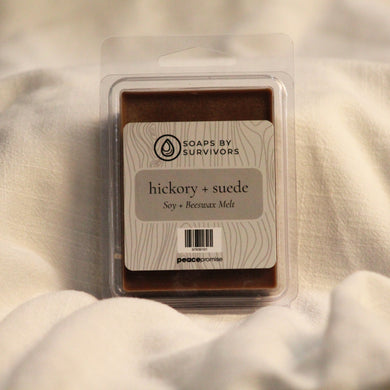 SOAPS BY
SURVIVORS
hickory + suede
Soy + Beeswax Melt
peacepromise